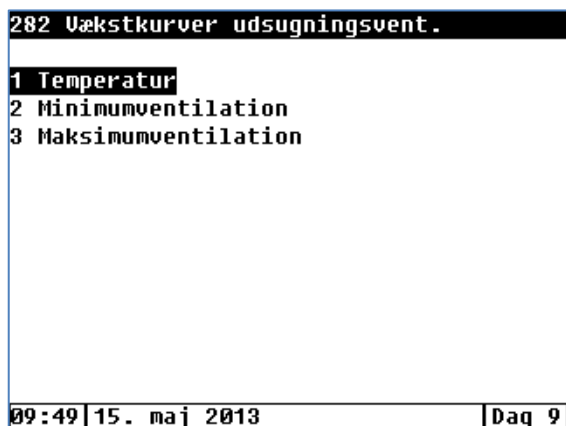 282 Vækstkurver udsugningsvent.
1 Temperatur
2 Minimumventilation
3 Maksimumventilation
09:49 15. maj 2013 Dag 9